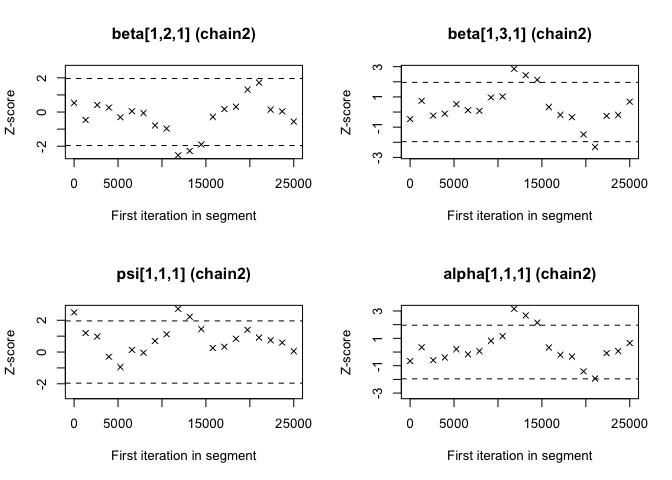 beta[1,2,1] (chain2)
Z-score
2
0
-2
0
5000
15000
25000
First iteration in segment
beta[1,3,1] (chain2)
Z-score
3
1
-1
-3
0
5000
15000
25000
First iteration in segment
psi[1,1,1] (chain2)
Z-score
2
0
-2
0
5000
15000
25000
First iteration in segment
alpha[1,1,1] (chain2)
Z-score
3
1
-1
-3
0
5000
15000
25000
First iteration in segment